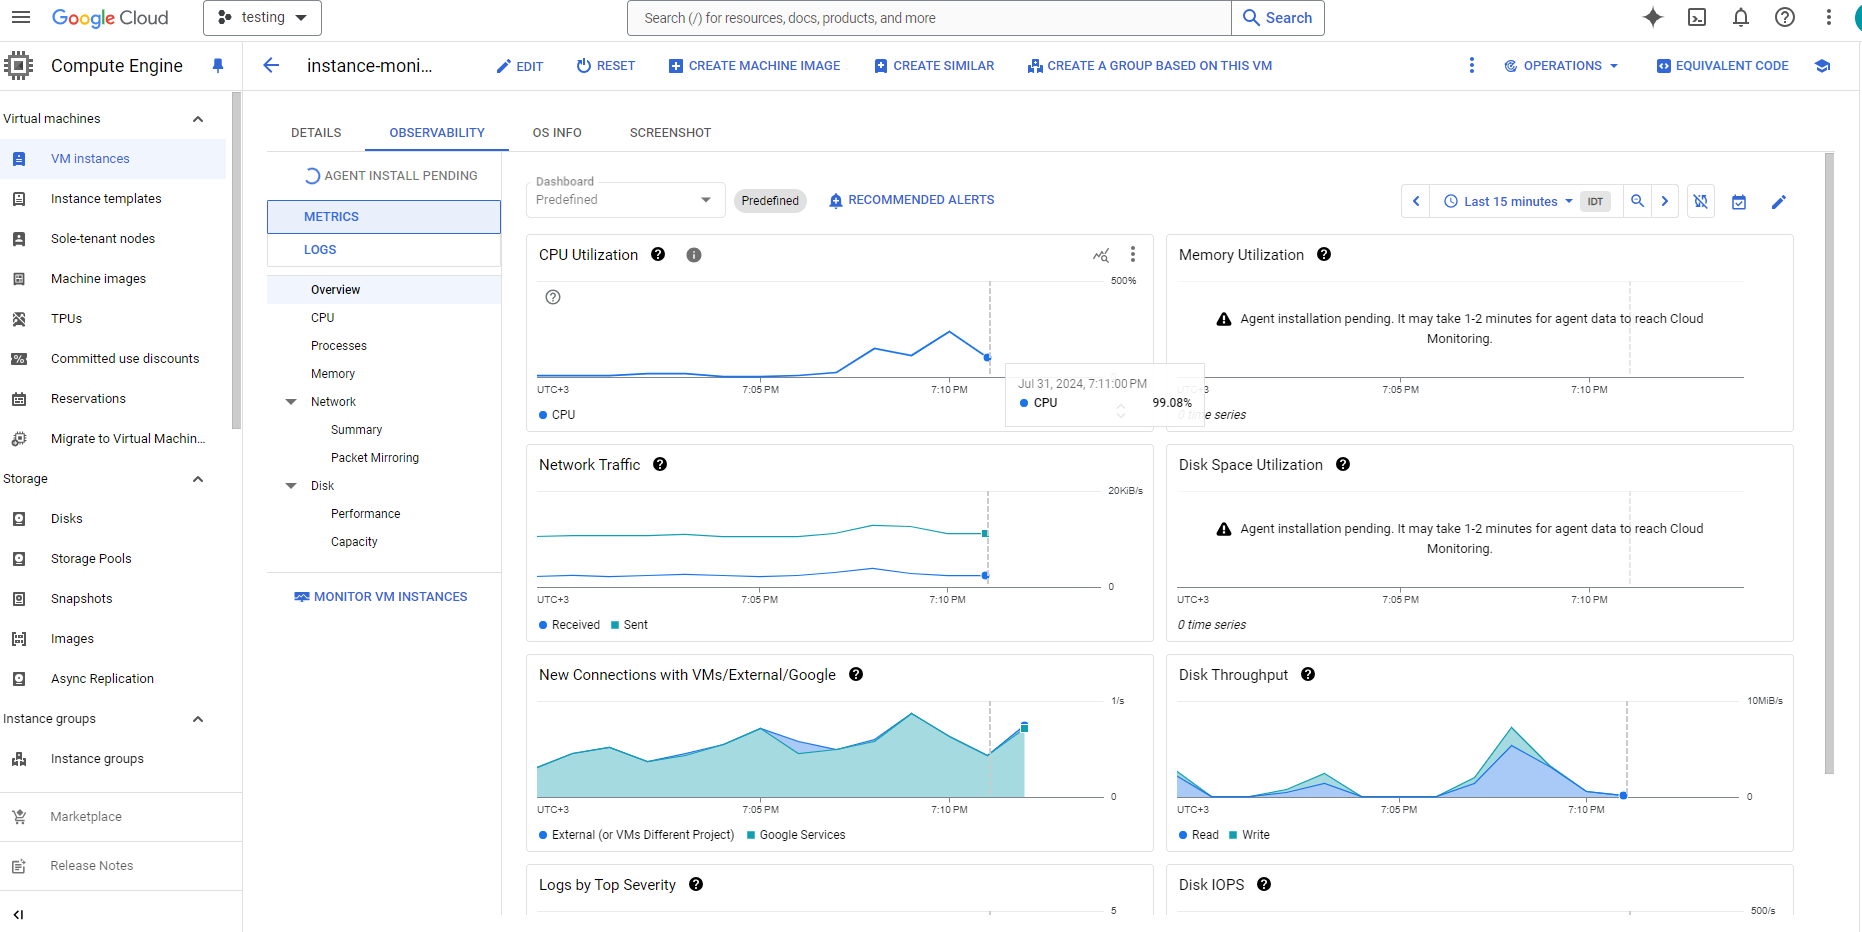 Google Cloud
testing
Search (/) for resources, docs, products, and more
Search
Compute Engine
instance-moni...
EDIT
RESET
CREATE MACHINE IMAGE
CREATE SIMILAR
CREATE A GROUP BASED ON THIS VM
OPERATIONS
EQUIVALENT CODE
Virtual machines
VM instances
Instance templates
Sole-tenant nodes
Machine images
TPUs
Committed use discounts
Reservations
Migrate to Virtual Machin...
Storage
Disks
Storage Pools
Snapshots
Images
Async Replication
Instance groups
Instance groups
Marketplace
Release Notes
DETAILS
OBSERVABILITY
OS INFO
SCREENSHOT
AGENT INSTALL PENDING
METRICS
LOGS
Overview
CPU
Processes
Memory
Network
Summary
Packet Mirroring
Disk
Performance
Capacity
MONITOR VM INSTANCES
Dashboard
Predefined
Predefined
RECOMMENDED ALERTS
Last 15 minutes
IDT
CPU Utilization
500%
UTC+3
7:05 PM
7:10 PM
CPU
Jul 31, 2024, 7:11:00 PM
CPU
99.08%
Memory Utilization
Agent installation pending. It may take 1-2 minutes for agent data to reach Cloud
Monitoring.
UTC+3
7:05 PM
7:10 PM
0 time series
Network Traffic
20KiB/s
0
UTC+3
7:05 PM
7:10 PM
Received
Sent
Disk Space Utilization
Agent installation pending. It may take 1-2 minutes for agent data to reach Cloud
Monitoring.
UTC+3
7:05 PM
7:10 PM
0 time series
New Connections with VMs/External/Google
1/s
0
UTC+3
7:05 PM
7:10 PM
External (or VMs Different Project)
Google Services
Disk Throughput
10MiB/s
0
UTC+3
7:05 PM
7:10 PM
Read
Write
Logs by Top Severity
5
Disk IOPS
500/s